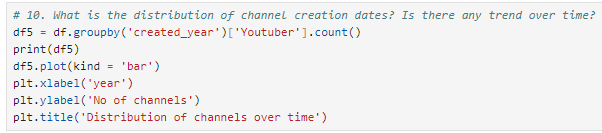 # 10. What is the distribution of channel creation dates? Is there any trend over time?
df5 = df.groupby('created_year')['Youtuber'].count()
print(df5)
df5.plot(kind = 'bar')
plt.xlabel('year')
plt.ylabel('No of channels')
plt.title('Distribution of channels over time')